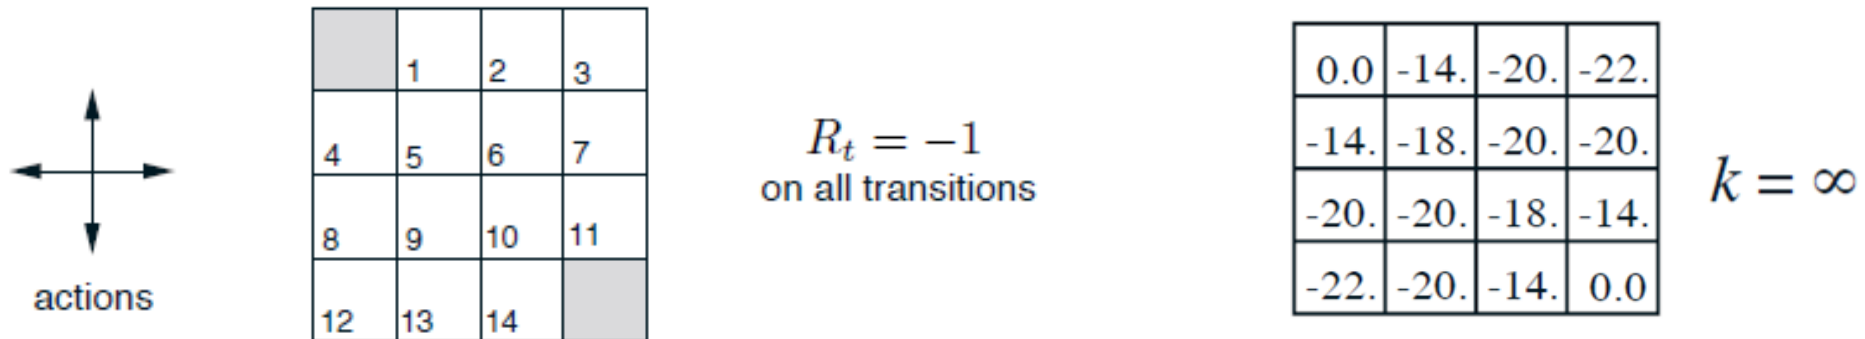 actions
1 2 3
4 5 6 7
8 9 10 11
12 13 14
R_t = −1
on all transitions
0.0 -14. -20. -22.
-14. -18. -20. -20.
-20. -20. -18. -14.
-22. -20. -14. 0.0
k = ∞